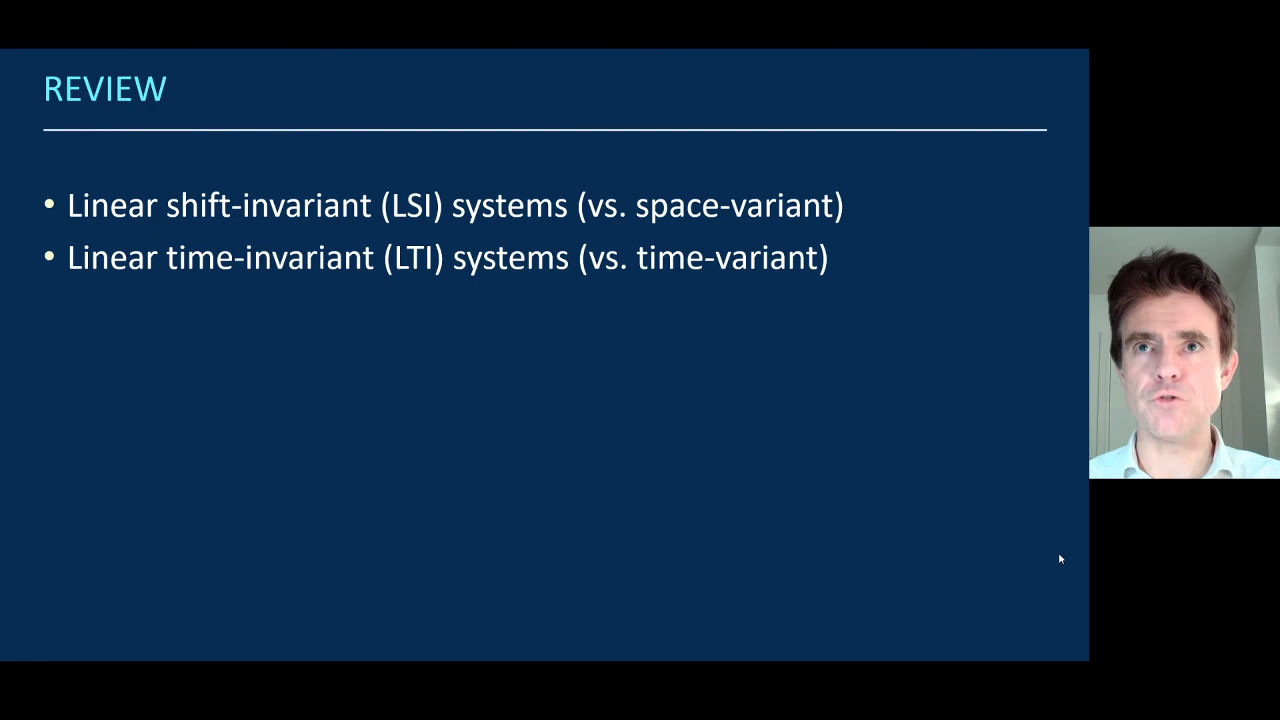 REVIEW
• Linear shift-invariant (LSI) systems (vs. space-variant)
• Linear time-invariant (LTI) systems (vs. time-variant)